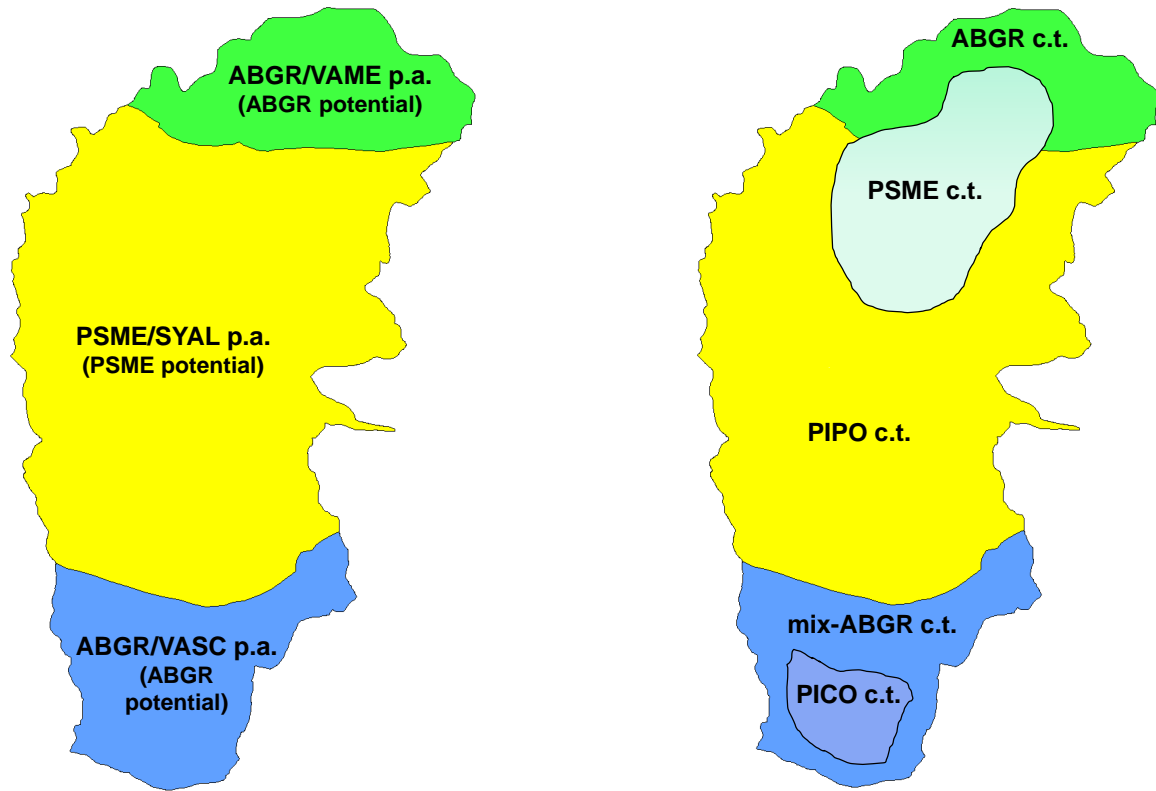 ABGR/VAME p.a.
(ABGR potential)
PSME/SYAL p.a.
(PSME potential)
ABGR/VASC p.a.
(ABGR
potential)
ABGR c.t.
PSME c.t.
PIPO c.t.
mix-ABGR c.t.
PICO c.t.